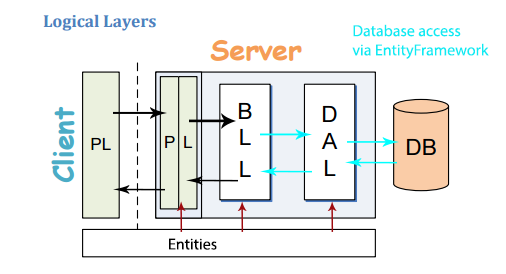 Logical Layers
Database access
via EntityFramework
Server
Client
PL
P L
B
L
L
D
A
L
DB
Entities